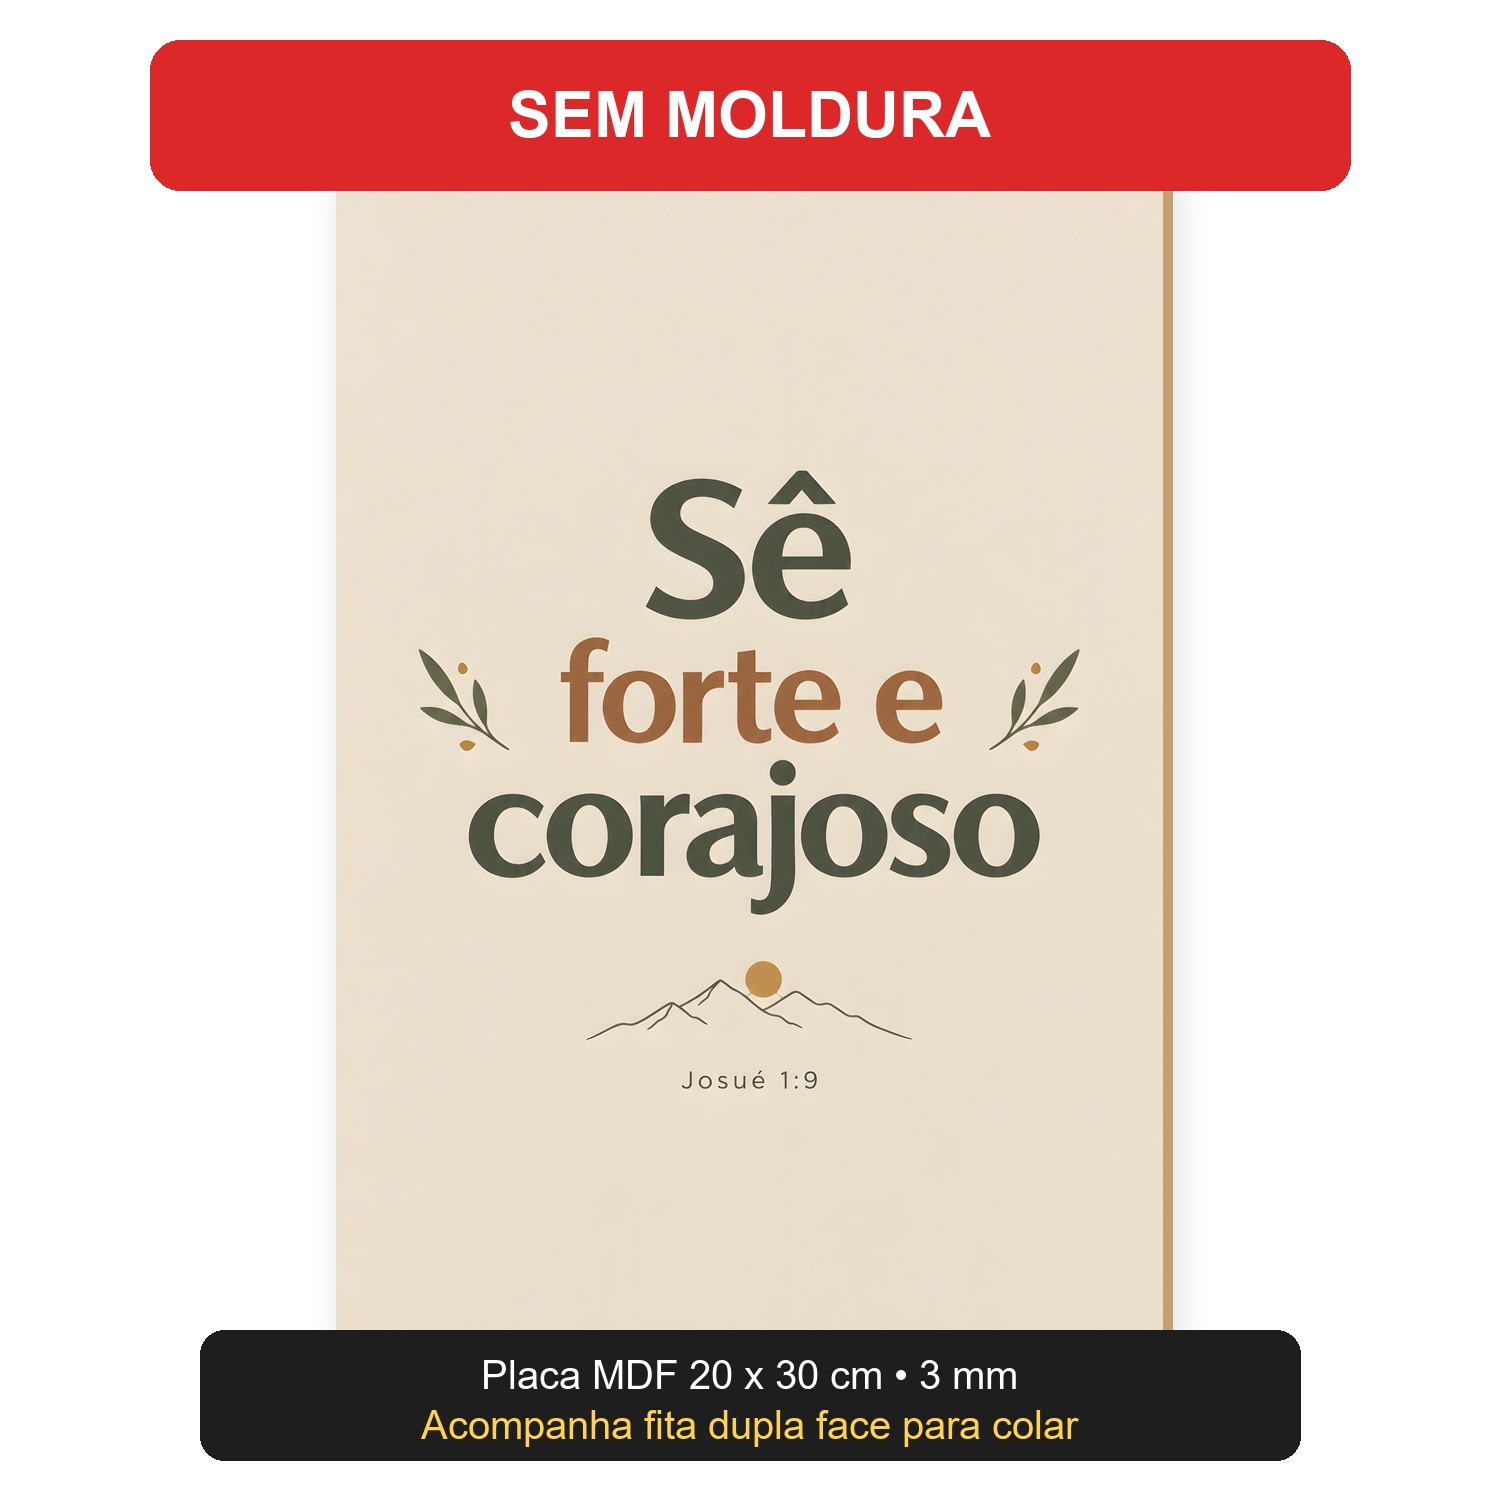 SEM MOLDURA
Sê
forte e
corajoso
Josué 1:9
Placa MDF 20 x 30 cm • 3 mm
Acompanha fita dupla face para colar